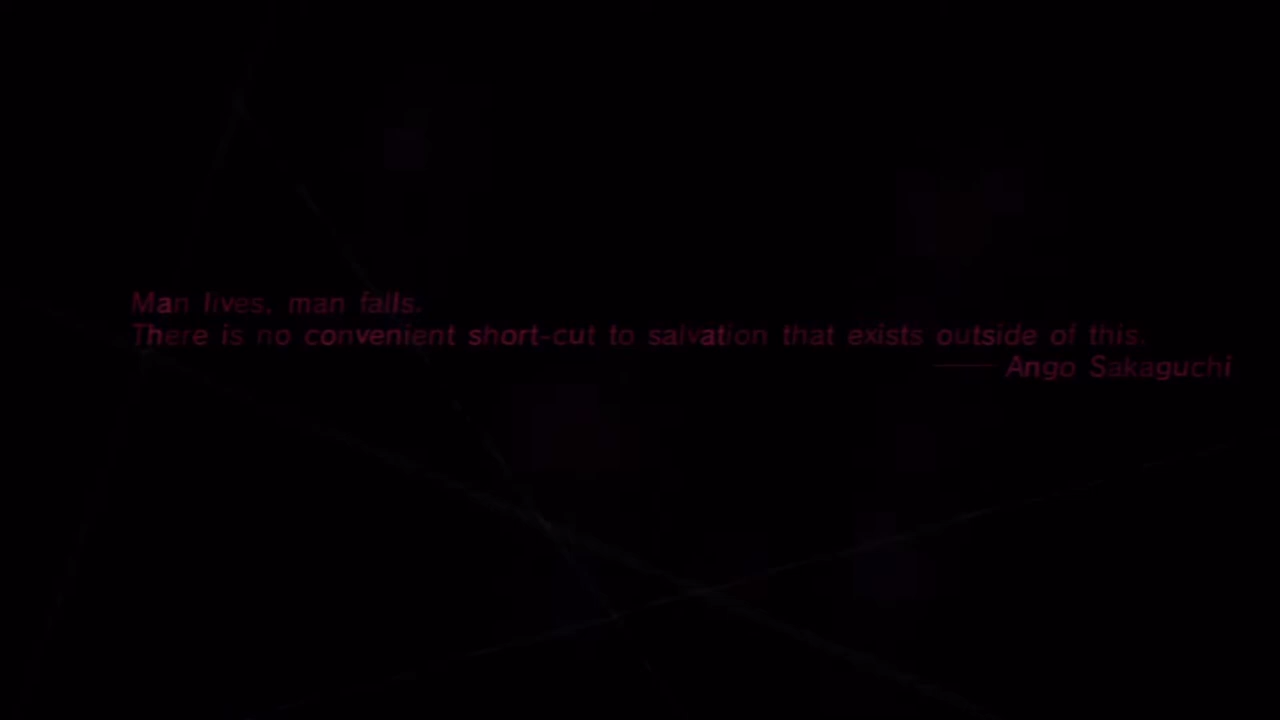 Man lives, man falls.
There is no convenient short-cut to salvation that exists outside of this.
—— Ango Sakaguchi